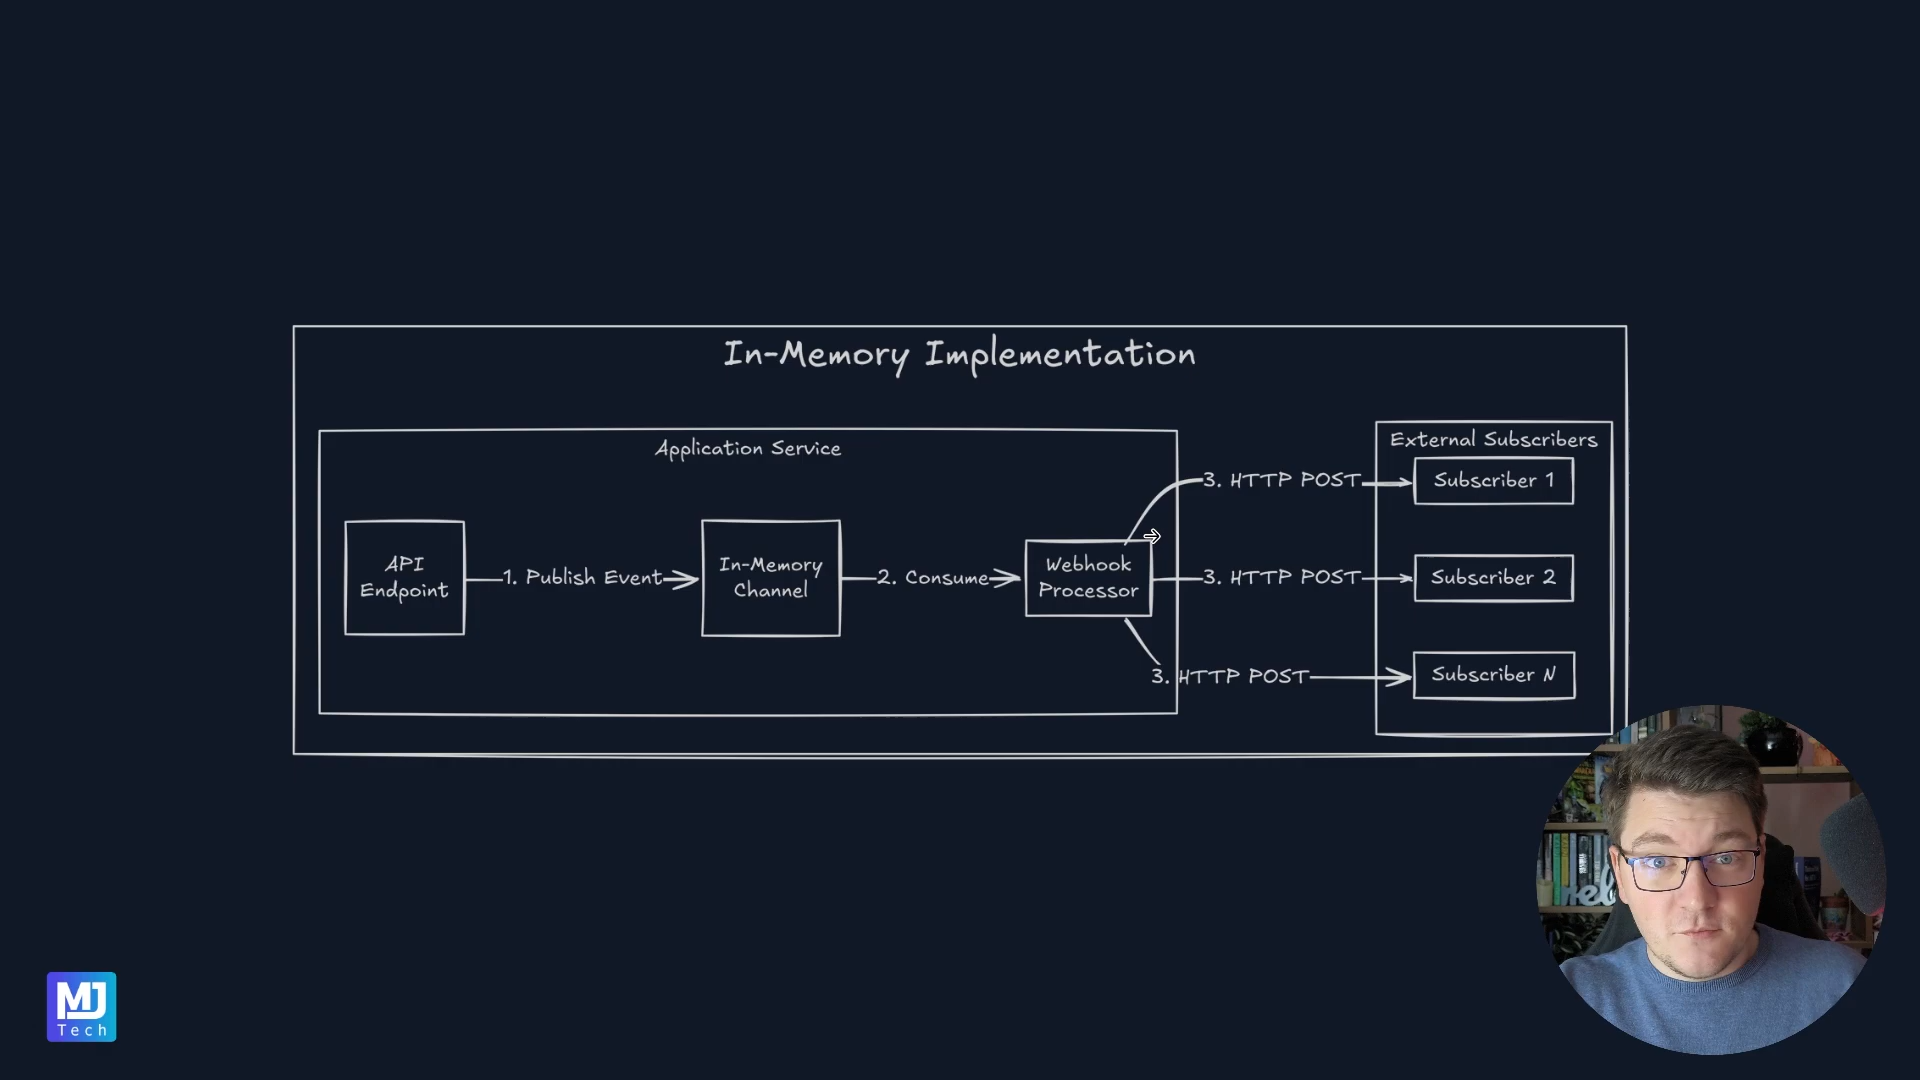 In-Memory Implementation
Application Service
API
Endpoint
1. Publish Event
In-Memory
Channel
2. Consume
Webhook
Processor
3. HTTP POST
3. HTTP POST
3. HTTP POST
External Subscribers
Subscriber 1
Subscriber 2
Subscriber N
MJ
Tech
rel